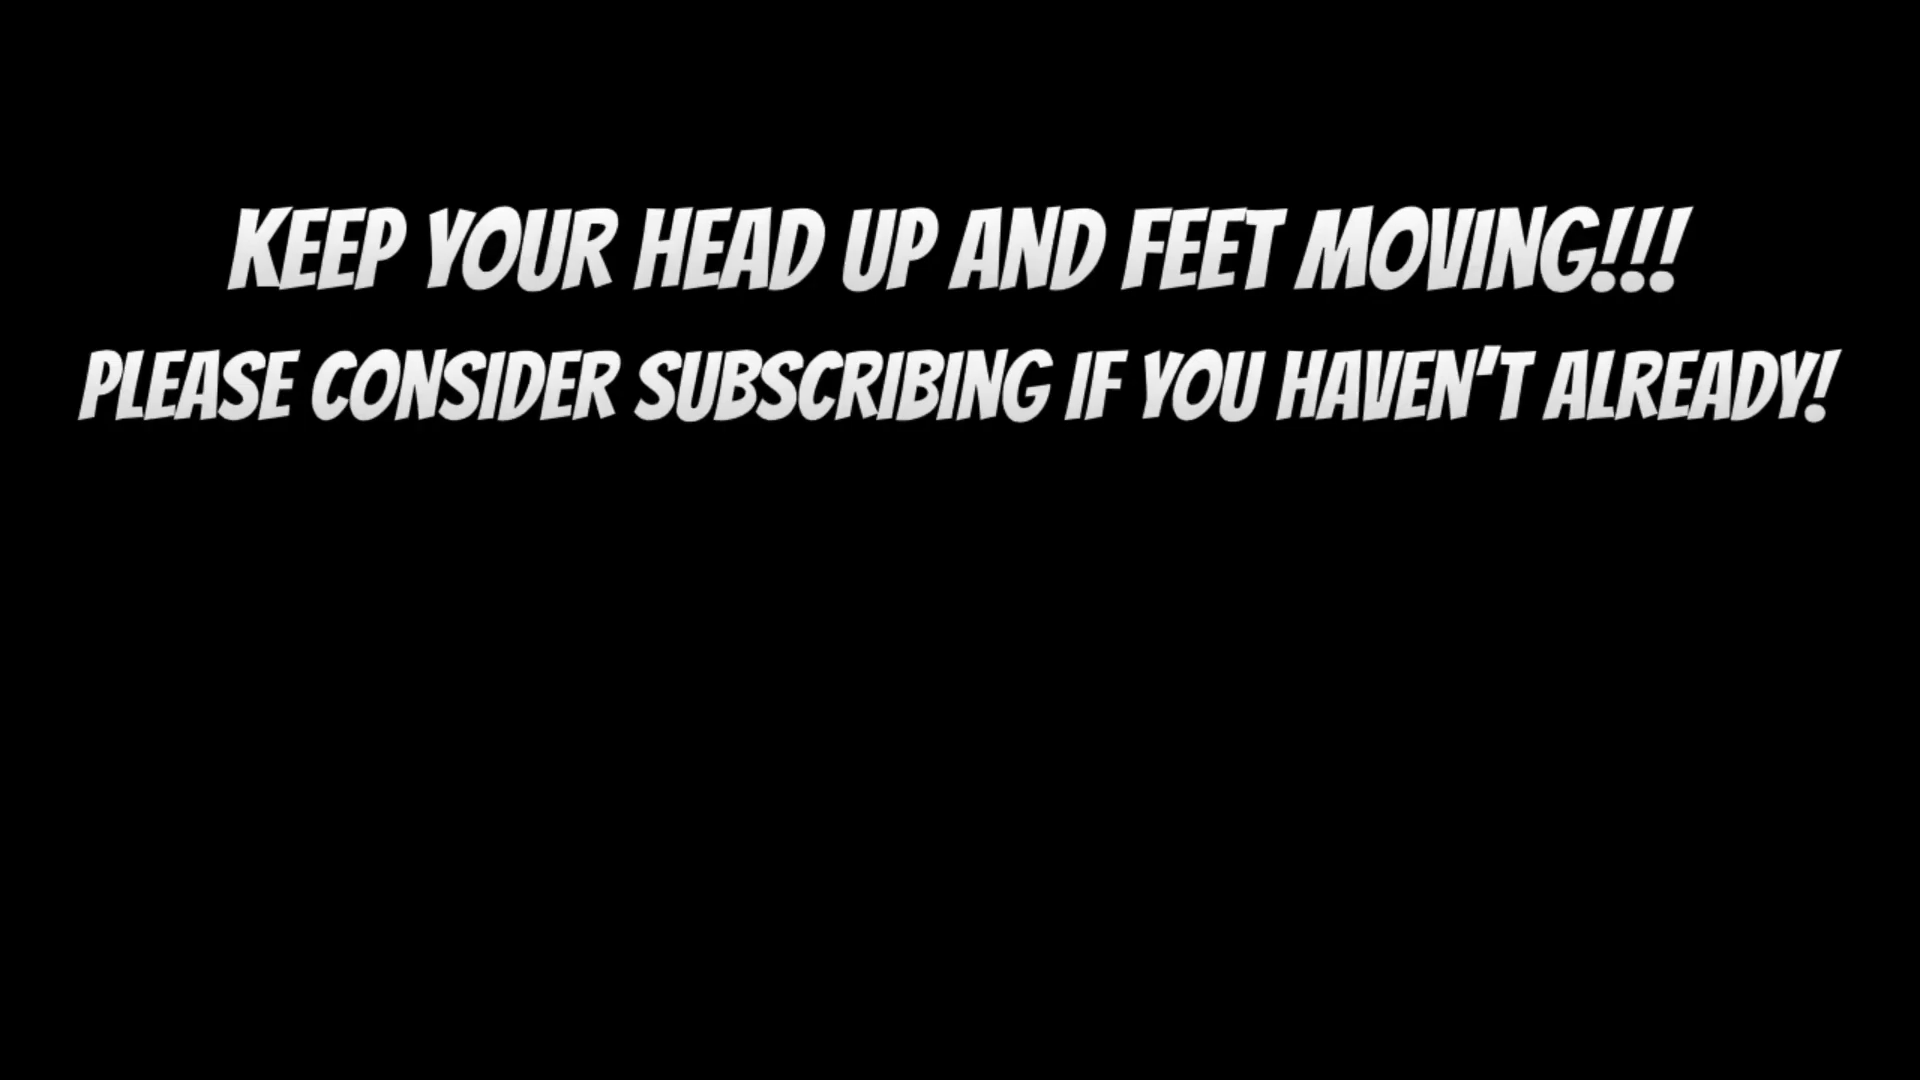 KEEP YOUR HEAD UP AND FEET MOVING!!!
PLEASE CONSIDER SUBSCRIBING IF YOU HAVEN'T ALREADY!